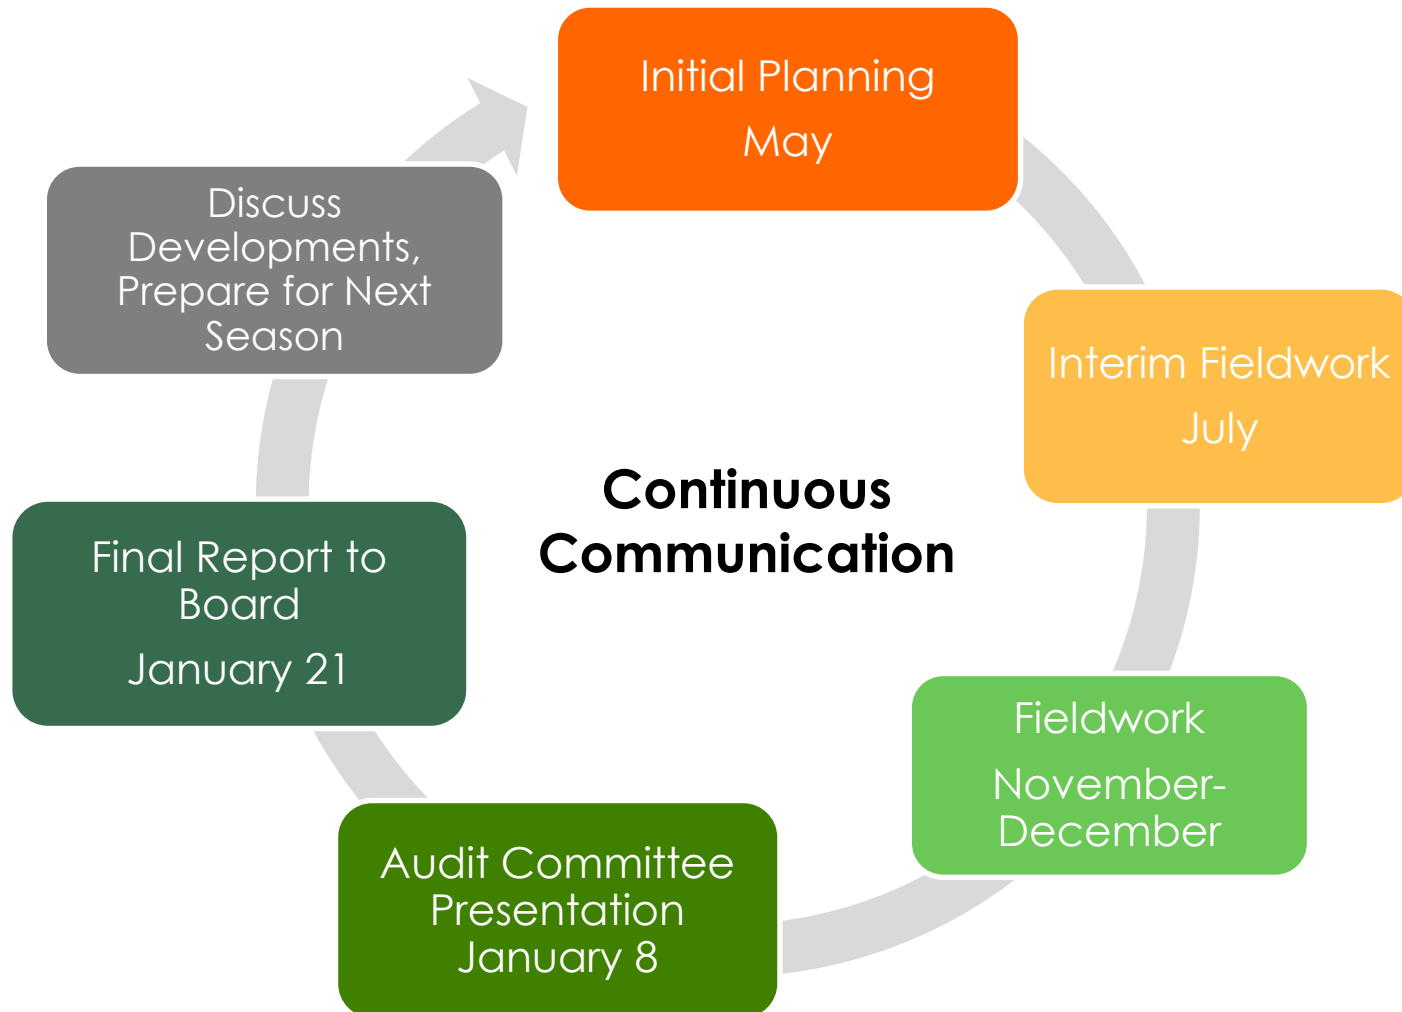 Initial Planning
May
Interim Fieldwork
July
Fieldwork
November-
December
Audit Committee
Presentation
January 8
Final Report to
Board
January 21
Discuss
Developments,
Prepare for Next
Season
Continuous
Communication